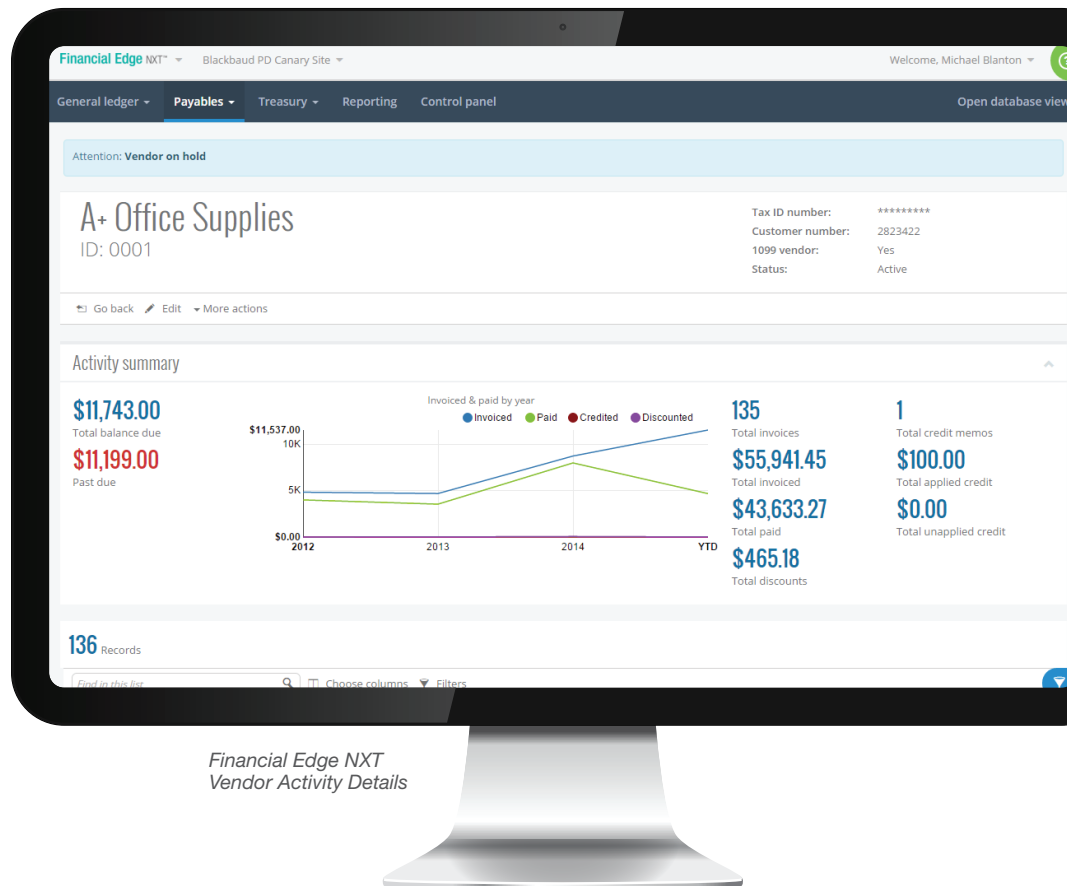 Financial Edge NXT™ Blackbaud PD Canary Site Welcome, Michael Blanton
General ledger Payables Treasury Reporting Control panel Open database view
Attention: Vendor on hold
A+ Office Supplies
ID: 0001
Tax ID number: *********
Customer number: 2823422
1099 vendor: Yes
Status: Active
Go back Edit More actions
Activity summary
$11,743.00
Total balance due
$11,199.00
Past due
Invoiced & paid by year
Invoiced Paid Credited Discounted
$11,537.00
10K
5K
$0.00
2012 2013 2014 YTD
135
Total invoices
$55,941.45
Total invoiced
$43,633.27
Total paid
$465.18
Total discounts
1
Total credit memos
$100.00
Total applied credit
$0.00
Total unapplied credit
136 Records
Find in this list Choose columns Filters
Financial Edge NXT
Vendor Activity Details